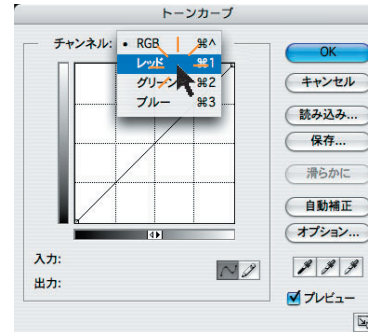 トーンカーブ
チャンネル: • RGB ⌘^
レッド ⌘1
グリーン ⌘2
ブルー ⌘3
OK
キャンセル
読み込み...
保存...
滑らかに
自動補正
オプション...
入力:
出力:
プレビュー